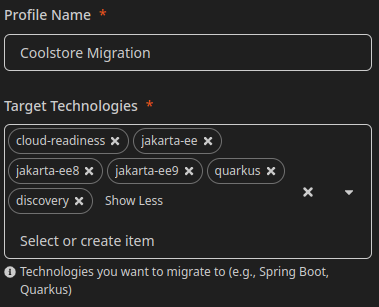 Profile Name *
Coolstore Migration
Target Technologies *
cloud-readiness ✕ jakarta-ee ✕
jakarta-ee8 ✕ jakarta-ee9 ✕ quarkus ✕
discovery ✕ Show Less
Select or create item
Technologies you want to migrate to (e.g., Spring Boot,
Quarkus)